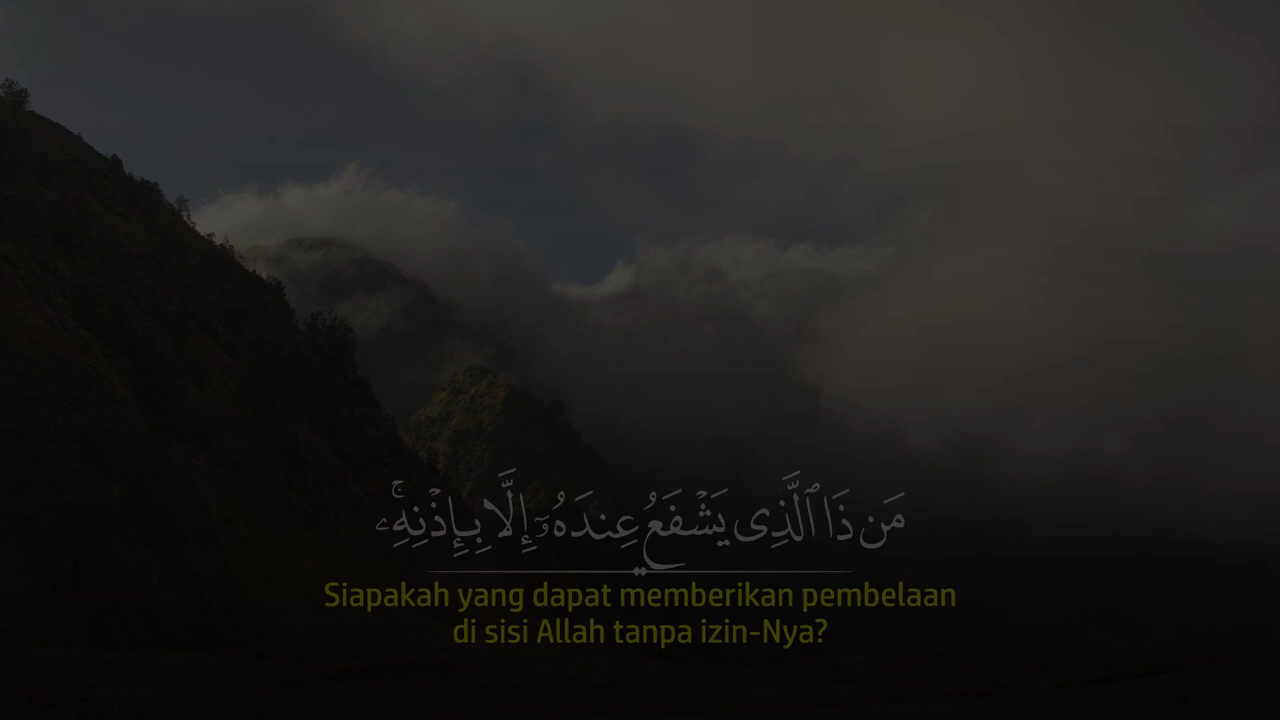 مَن ذَا ٱلَّذِى يَشْفَعُ عِندَهُۥٓ إِلَّا بِإِذْنِهِۦ ۚ
Siapakah yang dapat memberikan pembelaan
di sisi Allah tanpa izin-Nya?